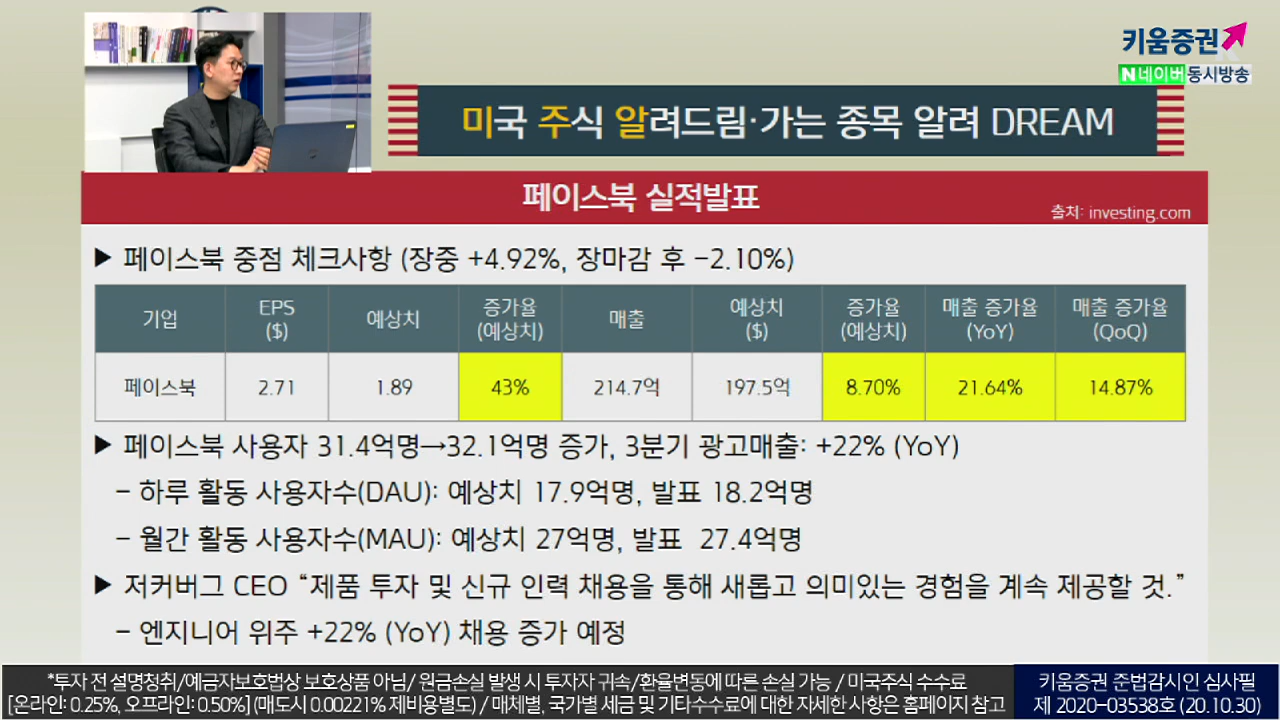 키움증권
N 네이버 동시방송
미국 주식 알려드림·가는 종목 알려 DREAM
페이스북 실적발표
출처: investing.com
▶ 페이스북 중점 체크사항 (장중 +4.92%, 장마감 후 -2.10%)
기업 EPS ($) 예상치 증가율 (예상치) 매출 예상치 ($) 증가율 (예상치) 매출 증가율 (YoY) 매출 증가율 (QoQ)
페이스북 2.71 1.89 43% 214.7억 197.5억 8.70% 21.64% 14.87%
▶ 페이스북 사용자 31.4억명→32.1억명 증가, 3분기 광고매출: +22% (YoY)
- 하루 활동 사용자수(DAU): 예상치 17.9억명, 발표 18.2억명
- 월간 활동 사용자수(MAU): 예상치 27억명, 발표 27.4억명
▶ 저커버그 CEO “제품 투자 및 신규 인력 채용을 통해 새롭고 의미있는 경험을 계속 제공할 것.”
- 엔지니어 위주 +22% (YoY) 채용 증가 예정
*투자 전 설명청취/예금자보호법상 보호상품 아님/ 원금손실 발생 시 투자자 귀속/환율변동에 따른 손실 가능 / 미국주식 수수료
[온라인: 0.25%, 오프라인: 0.50%] (매도시 0.00221% 제비용별도) / 매체별, 국가별 세금 및 기타수수료에 대한 자세한 사항은 홈페이지 참고
키움증권 준법감시인 심사필
제 2020-03538호 (20.10.30)